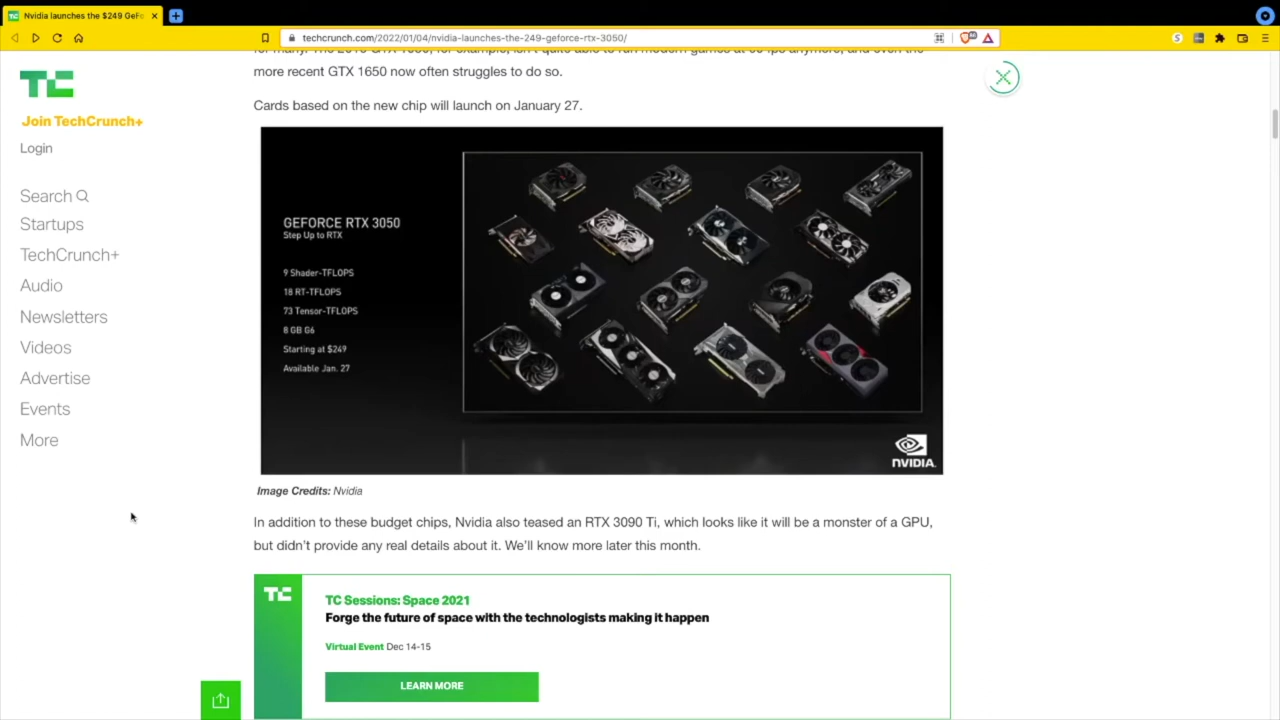 Nvidia launches the $249 GeFo
techcrunch.com/2022/01/04/nvidia-launches-the-249-geforce-rtx-3050/
more recent GTX 1650 now often struggles to do so.
Cards based on the new chip will launch on January 27.
TC
Join TechCrunch+
Login
Search
Startups
TechCrunch+
Audio
Newsletters
Videos
Advertise
Events
More
GEFORCE RTX 3050
Step Up to RTX
9 Shader-TFLOPS
18 RT-TFLOPS
73 Tensor-TFLOPS
8 GB G6
Starting at $249
Available Jan. 27
NVIDIA.
Image Credits: Nvidia
In addition to these budget chips, Nvidia also teased an RTX 3090 Ti, which looks like it will be a monster of a GPU,
but didn't provide any real details about it. We'll know more later this month.
TC
TC Sessions: Space 2021
Forge the future of space with the technologists making it happen
Virtual Event Dec 14-15
LEARN MORE